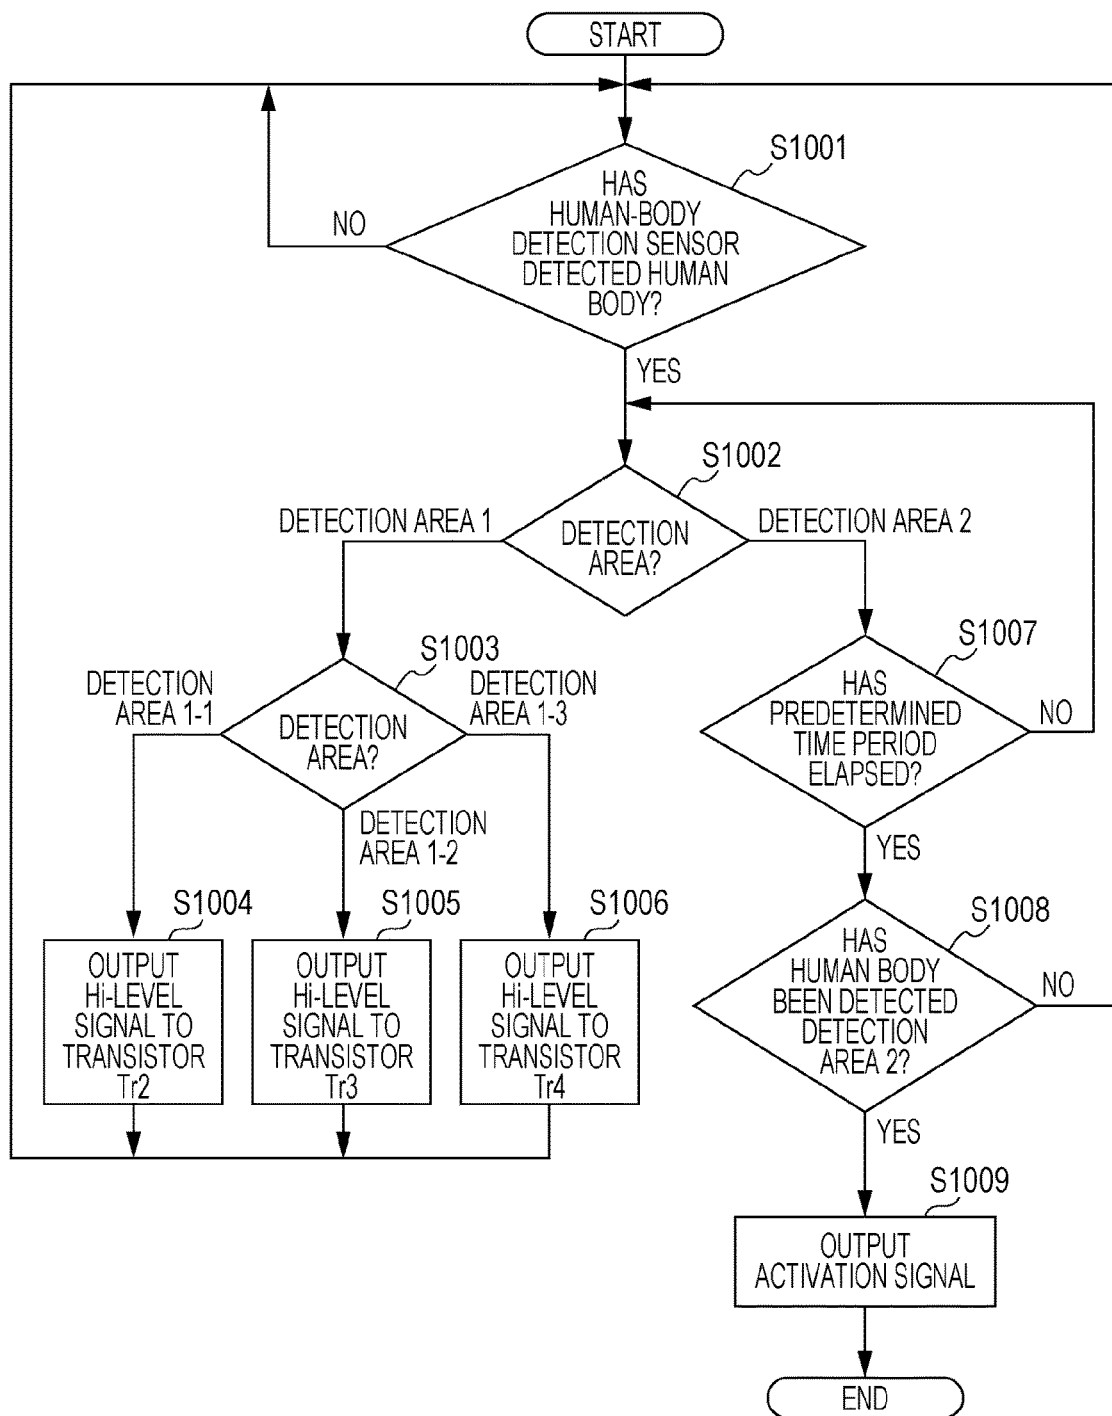 START
S1001
HAS
HUMAN-BODY
DETECTION SENSOR
DETECTED HUMAN
BODY?
NO
YES
S1002
DETECTION AREA 1
DETECTION
AREA?
DETECTION AREA 2
S1003
DETECTION
AREA 1-1
DETECTION
AREA?
DETECTION
AREA 1-3
DETECTION
AREA 1-2
S1007
HAS
PREDETERMINED
TIME PERIOD
ELAPSED?
NO
YES
S1004
OUTPUT
Hi-LEVEL
SIGNAL TO
TRANSISTOR
Tr2
S1005
OUTPUT
Hi-LEVEL
SIGNAL TO
TRANSISTOR
Tr3
S1006
OUTPUT
Hi-LEVEL
SIGNAL TO
TRANSISTOR
Tr4
S1008
HAS
HUMAN BODY
BEEN DETECTED
DETECTION
AREA 2?
NO
YES
S1009
OUTPUT
ACTIVATION SIGNAL
END